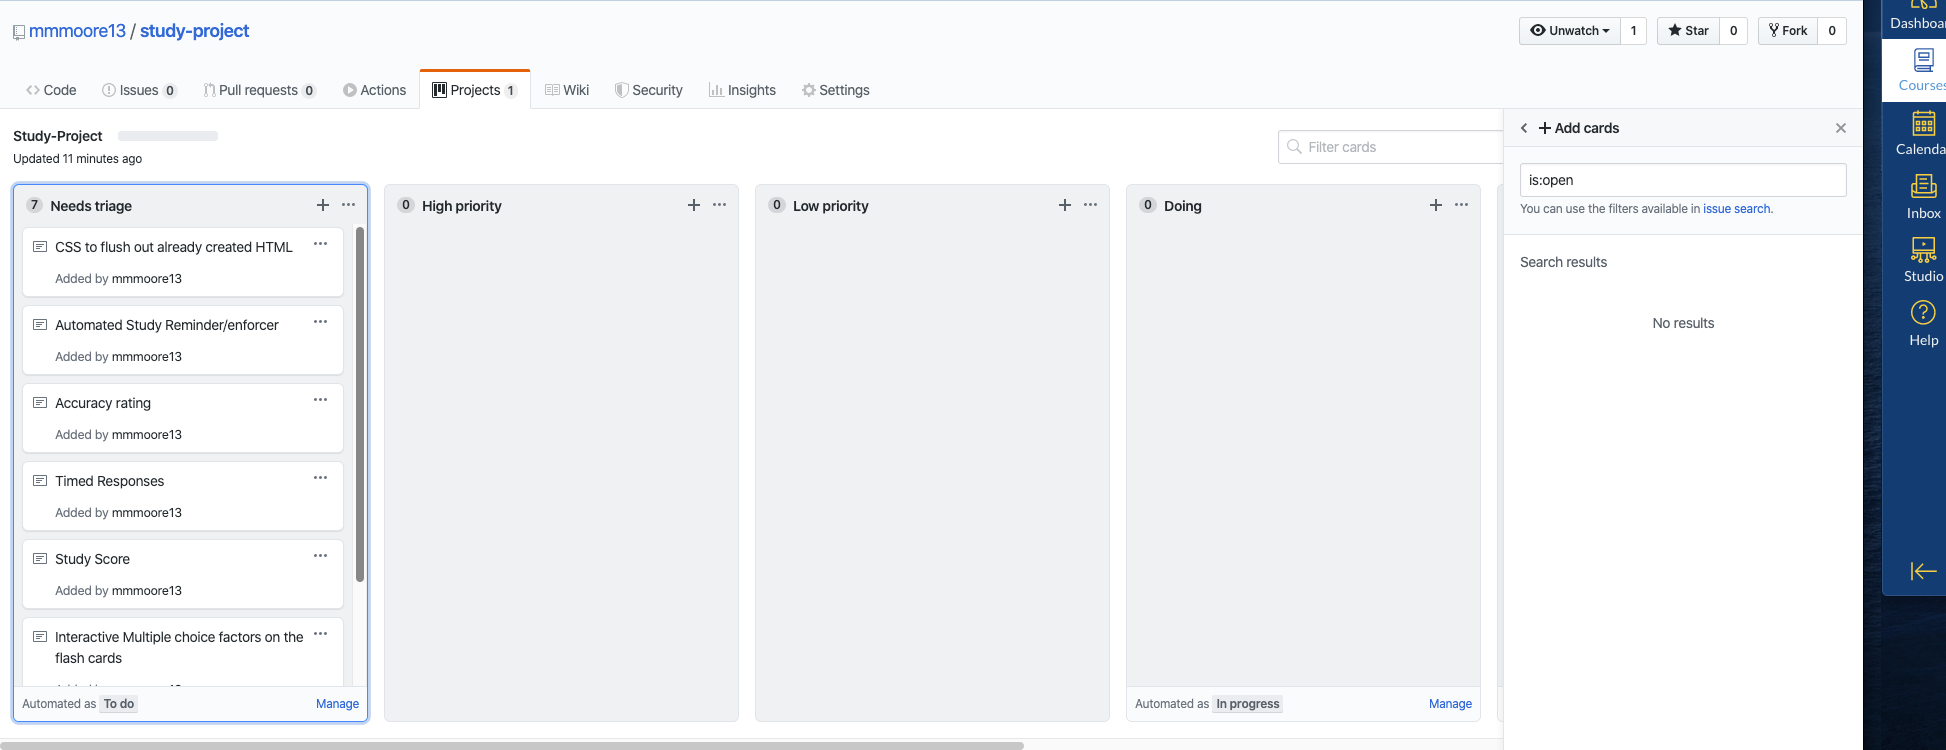 mmmoore13 / study-project
Unwatch 1 Star 0 Fork 0
Code Issues 0 Pull requests 0 Actions Projects 1 Wiki Security Insights Settings
Study-Project
Updated 11 minutes ago
Filter cards
7 Needs triage
CSS to flush out already created HTML
Added by mmmoore13
Automated Study Reminder/enforcer
Added by mmmoore13
Accuracy rating
Added by mmmoore13
Timed Responses
Added by mmmoore13
Study Score
Added by mmmoore13
Interactive Multiple choice factors on the
flash cards
Automated as To do Manage
0 High priority
0 Low priority
0 Doing
Automated as In progress Manage
Add cards
is:open
You can use the filters available in issue search.
Search results
No results
Dashboar
Courses
Calenda
Inbox
Studio
Help